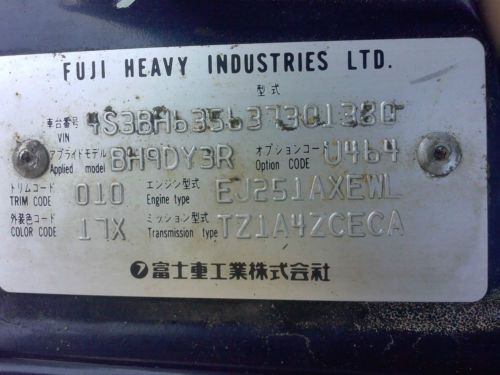 FUJI HEAVY INDUSTRIES LTD.
型式
車台番号 VIN 4S3BH635637301380
アプライドモデル Applied model BH9DY3R オプションコード Option CODE U464
トリムコード TRIM CODE 010 エンジン型式 Engine type EJ251AXEWL
外装色コード COLOR CODE 17X ミッション型式 Transmission type TZ1A4ZCECA
富士重工業株式会社